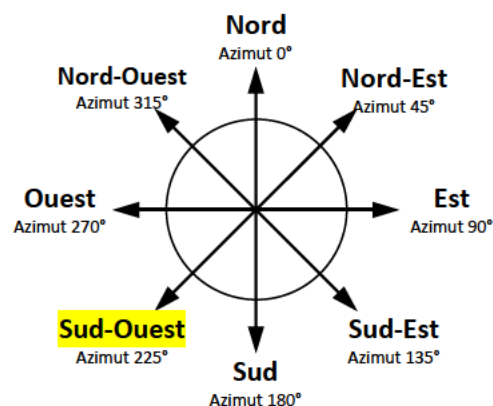 Nord
Azimut 0°
Nord-Ouest
Azimut 315°
Nord-Est
Azimut 45°
Ouest
Azimut 270°
Est
Azimut 90°
Sud-Ouest
Azimut 225°
Sud-Est
Azimut 135°
Sud
Azimut 180°